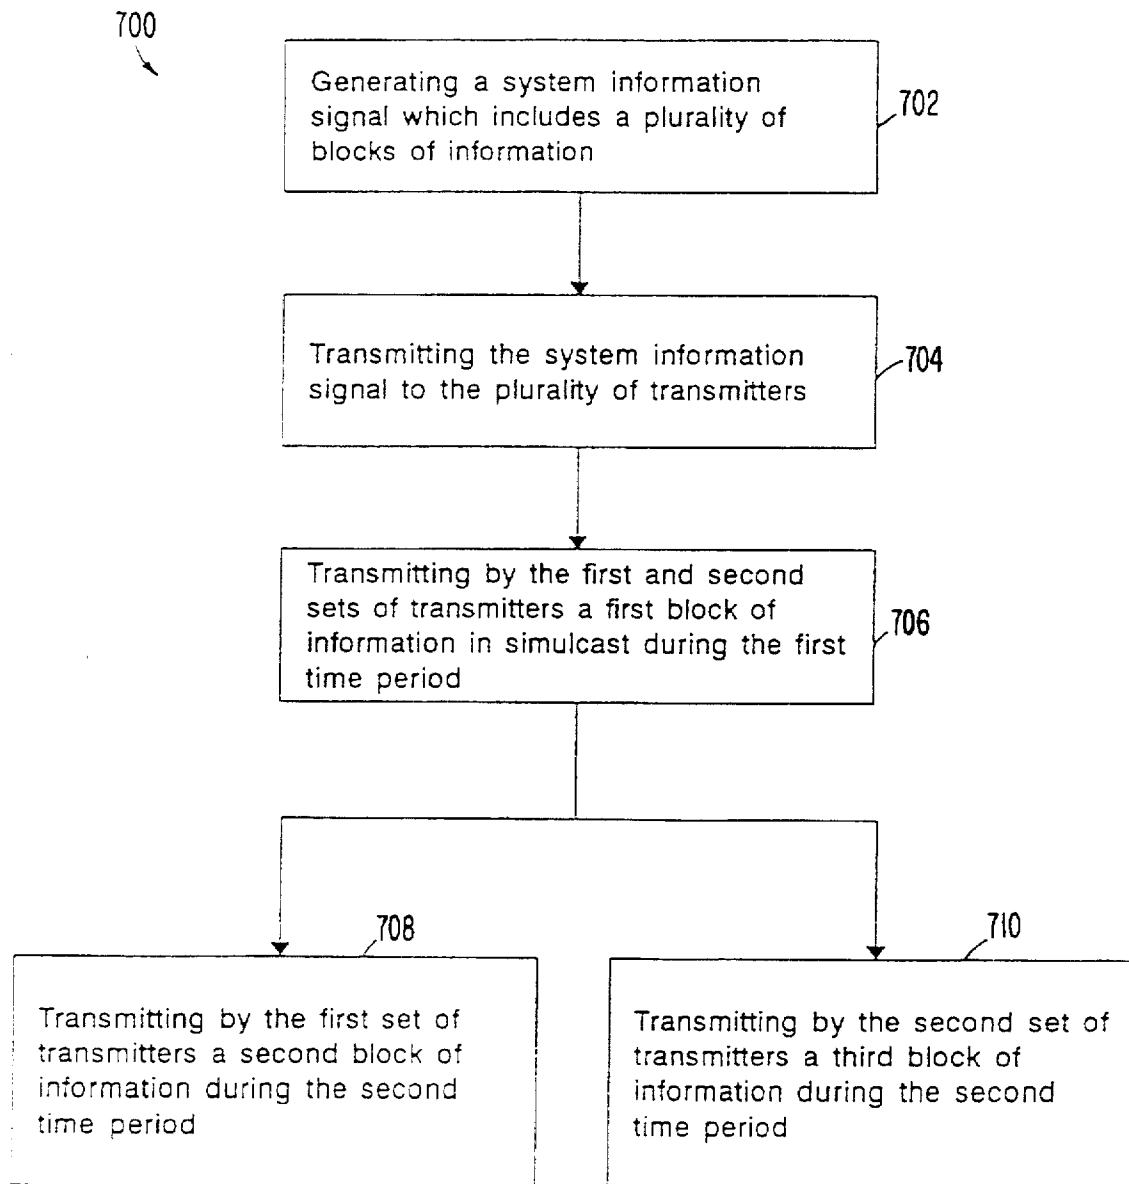 700
Generating a system information
signal which includes a plurality of
blocks of information
702
Transmitting the system information
signal to the plurality of transmitters
704
Transmitting by the first and second
sets of transmitters a first block of
information in simulcast during the first
time period
706
708
Transmitting by the first set of
transmitters a second block of
information during the second
time period
710
Transmitting by the second set of
transmitters a third block of
information during the second
time period